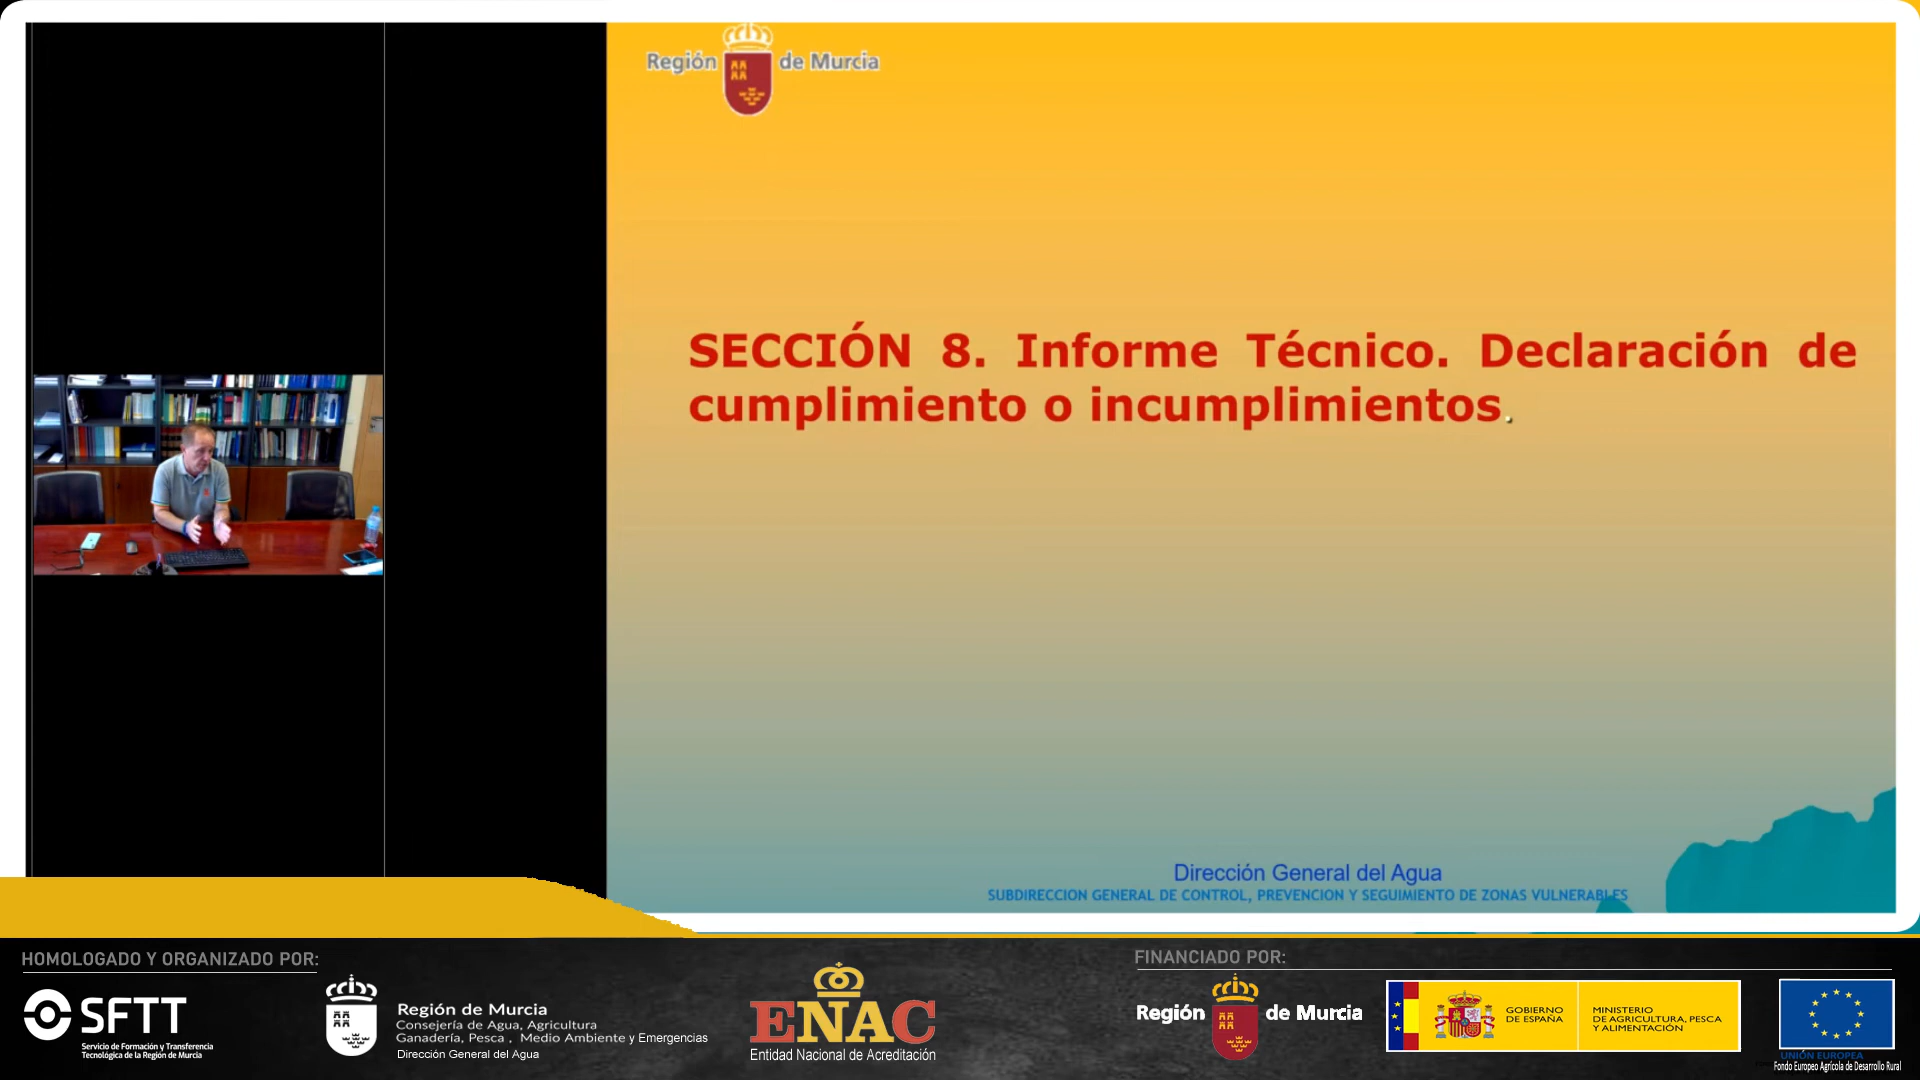 Región de Murcia
SECCIÓN 8. Informe Técnico. Declaración de
cumplimiento o incumplimientos.
Dirección General del Agua
SUBDIRECCION GENERAL DE CONTROL, PREVENCION Y SEGUIMIENTO DE ZONAS VULNERABLES
HOMOLOGADO Y ORGANIZADO POR:
SFTT
Servicio de Formación y Transferencia
Tecnológica de la Región de Murcia
Región de Murcia
Consejería de Agua, Agricultura
Ganadería, Pesca , Medio Ambiente y Emergencias
Dirección General del Agua
ENAC
Entidad Nacional de Acreditación
FINANCIADO POR:
Región de Murcia
GOBIERNO
DE ESPAÑA
MINISTERIO
DE AGRICULTURA, PESCA
Y ALIMENTACIÓN
UNIÓN EUROPEA
Fondo Europeo Agrícola de Desarrollo Rural